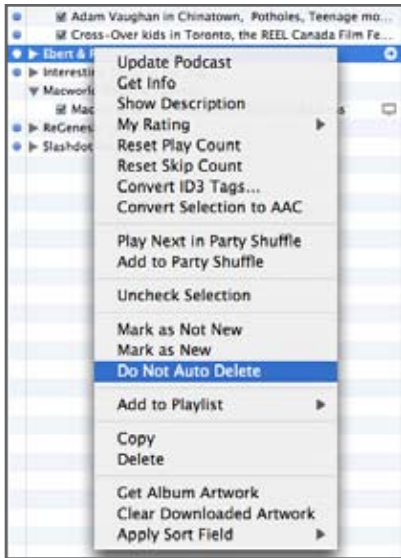 Adam Vaughan in Chinatown, Potholes, Teenage mo...
Cross-Over kids in Toronto, the REEL Canada Film Fe...
Ebert &
Interesti
Macworl
Mac
s
ReGenes
Slashdot
Update Podcast
Get Info
Show Description
My Rating
Reset Play Count
Reset Skip Count
Convert ID3 Tags...
Convert Selection to AAC
Play Next in Party Shuffle
Add to Party Shuffle
Uncheck Selection
Mark as Not New
Mark as New
Do Not Auto Delete
Add to Playlist
Copy
Delete
Get Album Artwork
Clear Downloaded Artwork
Apply Sort Field